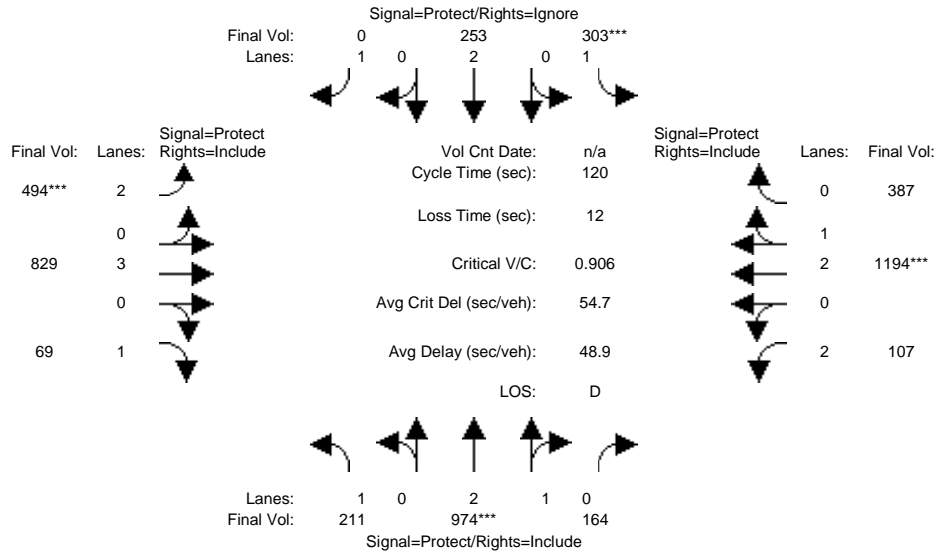 Signal=Protect/Rights=Ignore
Final Vol: 0 253 303***
Lanes: 1 0 2 0 1
Signal=Protect Signal=Protect
Final Vol: Lanes: Rights=Include Vol Cnt Date: n/a Rights=Include Lanes: Final Vol:
Cycle Time (sec): 120
494*** 2 0 387
Loss Time (sec): 12
0 1
829 3 Critical V/C: 0.906 2 1194***
0 Avg Crit Del (sec/veh): 54.7 0
69 1 Avg Delay (sec/veh): 48.9 2 107
LOS: D
Lanes: 1 0 2 1 0
Final Vol: 211 974*** 164
Signal=Protect/Rights=Include